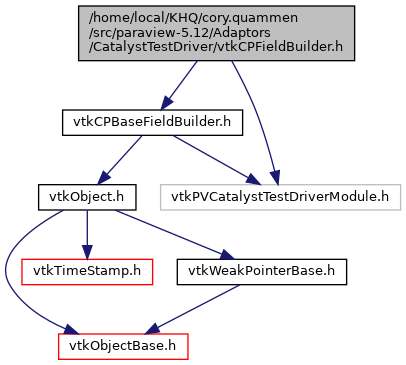 /home/local/KHQ/cory.quammen
/src/paraview-5.12/Adaptors
/CatalystTestDriver/vtkCPFieldBuilder.h
vtkCPBaseFieldBuilder.h
vtkObject.h
vtkPVCatalystTestDriverModule.h
vtkTimeStamp.h
vtkWeakPointerBase.h
vtkObjectBase.h